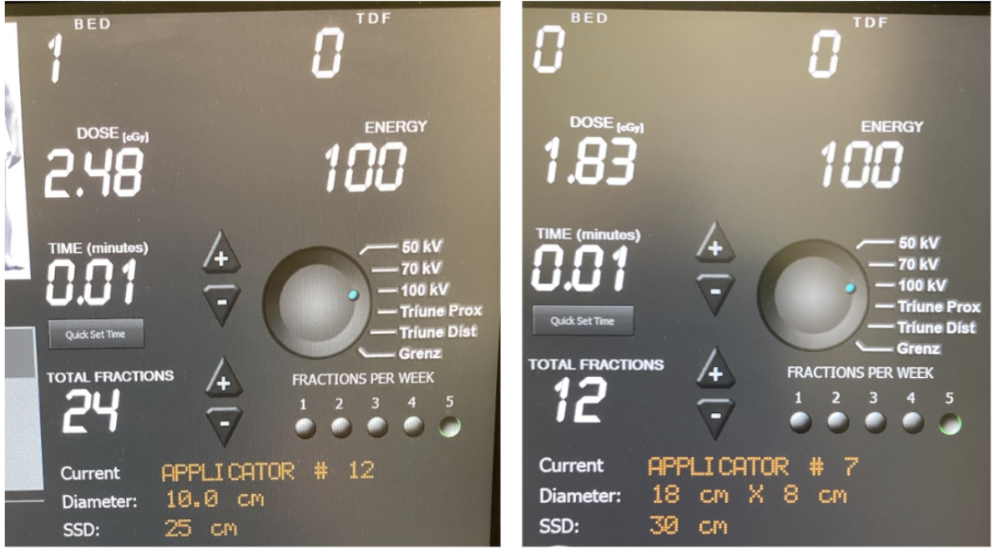 BED TDF
1 0
DOSE [cGy] ENERGY
2.48 100
TIME (minutes)
0.01
Quick Set Time
50 kV
70 kV
100 kV
Triune Prox
Triune Dist
Grenz
TOTAL FRACTIONS
24
FRACTIONS PER WEEK
1 2 3 4 5
Current APPLICATOR # 12
Diameter: 10.0 cm
SSD: 25 cm
BED TDF
0 0
DOSE [cGy] ENERGY
1.83 100
TIME (minutes)
0.01
Quick Set Time
50 kV
70 kV
100 kV
Triune Prox
Triune Dist
Grenz
TOTAL FRACTIONS
12
FRACTIONS PER WEEK
1 2 3 4 5
Current APPLICATOR # 7
Diameter: 18 cm X 8 cm
SSD: 30 cm